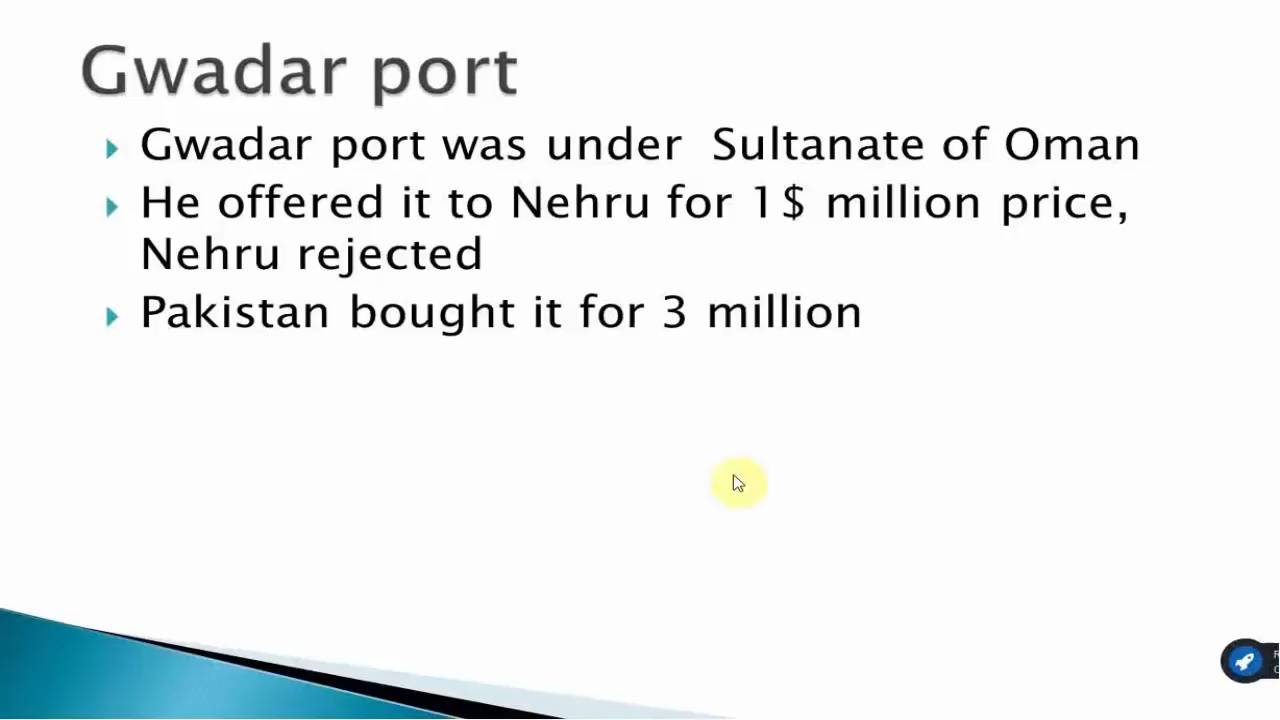 Gwadar port
Gwadar port was under Sultanate of Oman
He offered it to Nehru for 1$ million price,
Nehru rejected
Pakistan bought it for 3 million